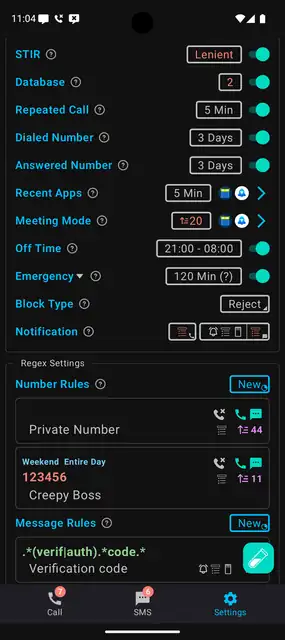 11:04
STIR ? Lenient
Database ? 2
Repeated Call ? 5 Min
Dialed Number ? 3 Days
Answered Number ? 3 Days
Recent Apps ? 5 Min
Meeting Mode ? 20
Off Time ? 21:00 - 08:00
Emergency ? 120 Min (?)
Block Type ? Reject
Notification ?
Regex Settings
Number Rules ? New
Private Number 44
Weekend Entire Day
123456 11
Creepy Boss
Message Rules ? New
.*(verif|auth).*code.*
Verification code
7 6
Call SMS Settings